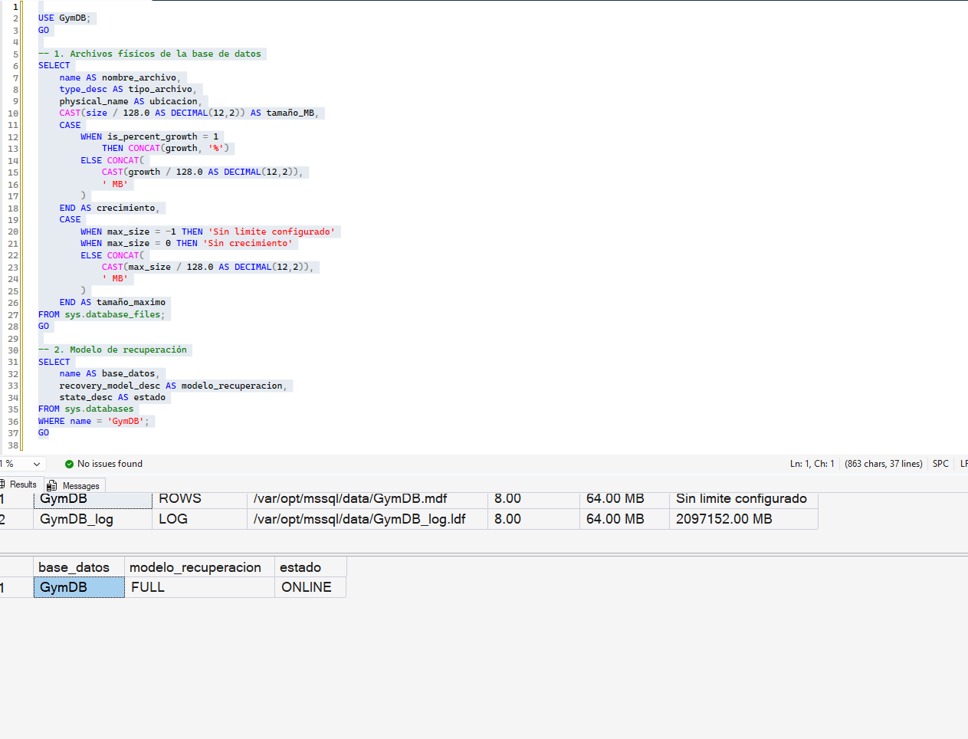 1
2 USE GymDB;
3 GO
4
5 -- 1. Archivos físicos de la base de datos
6 SELECT
7 name AS nombre_archivo,
8 type_desc AS tipo_archivo,
9 physical_name AS ubicacion,
10 CAST(size / 128.0 AS DECIMAL(12,2)) AS tamaño_MB,
11 CASE
12 WHEN is_percent_growth = 1
13 THEN CONCAT(growth, '%')
14 ELSE CONCAT(
15 CAST(growth / 128.0 AS DECIMAL(12,2)),
16 ' MB'
17 )
18 END AS crecimiento,
19 CASE
20 WHEN max_size = -1 THEN 'Sin limite configurado'
21 WHEN max_size = 0 THEN 'Sin crecimiento'
22 ELSE CONCAT(
23 CAST(max_size / 128.0 AS DECIMAL(12,2)),
24 ' MB'
25 )
26 END AS tamaño_maximo
27 FROM sys.database_files;
28 GO
29
30 -- 2. Modelo de recuperación
31 SELECT
32 name AS base_datos,
33 recovery_model_desc AS modelo_recuperacion,
34 state_desc AS estado
35 FROM sys.databases
36 WHERE name = 'GymDB';
37 GO
38
% No issues found Ln: 1, Ch: 1 (863 chars, 37 lines) SPC
Results Messages
1 GymDB ROWS /var/opt/mssql/data/GymDB.mdf 8.00 64.00 MB Sin limite configurado
2 GymDB_log LOG /var/opt/mssql/data/GymDB_log.ldf 8.00 64.00 MB 2097152.00 MB
base_datos modelo_recuperacion estado
1 GymDB FULL ONLINE